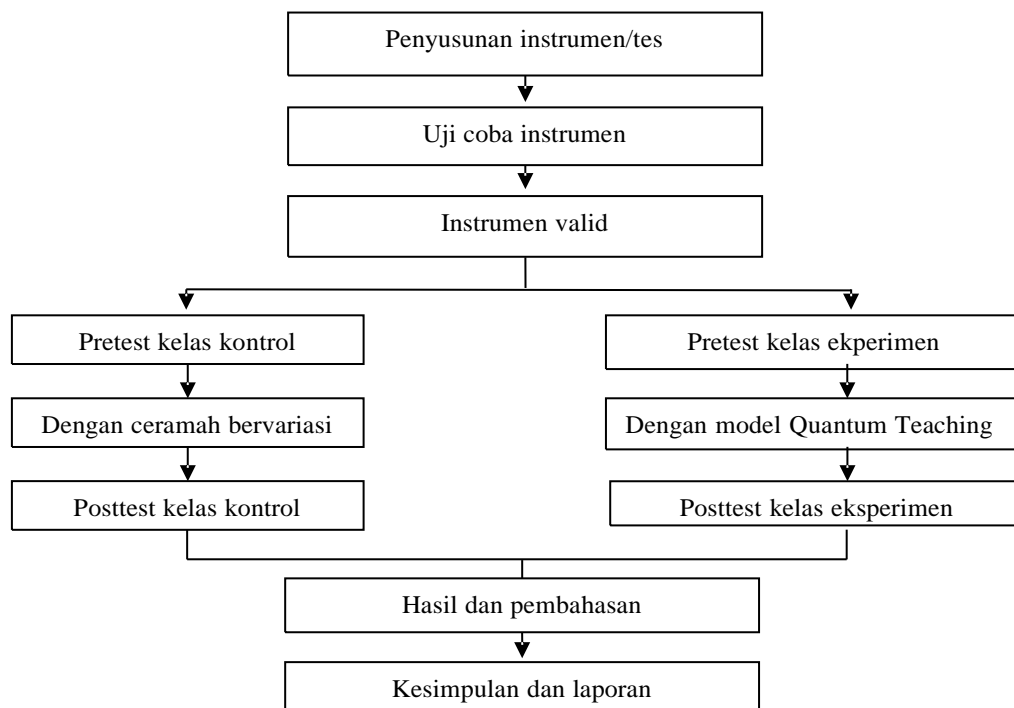 Penyusunan instrumen/tes
Uji coba instrumen
Instrumen valid
Pretest kelas kontrol
Pretest kelas ekperimen
Dengan ceramah bervariasi
Dengan model Quantum Teaching
Posttest kelas kontrol
Posttest kelas eksperimen
Hasil dan pembahasan
Kesimpulan dan laporan